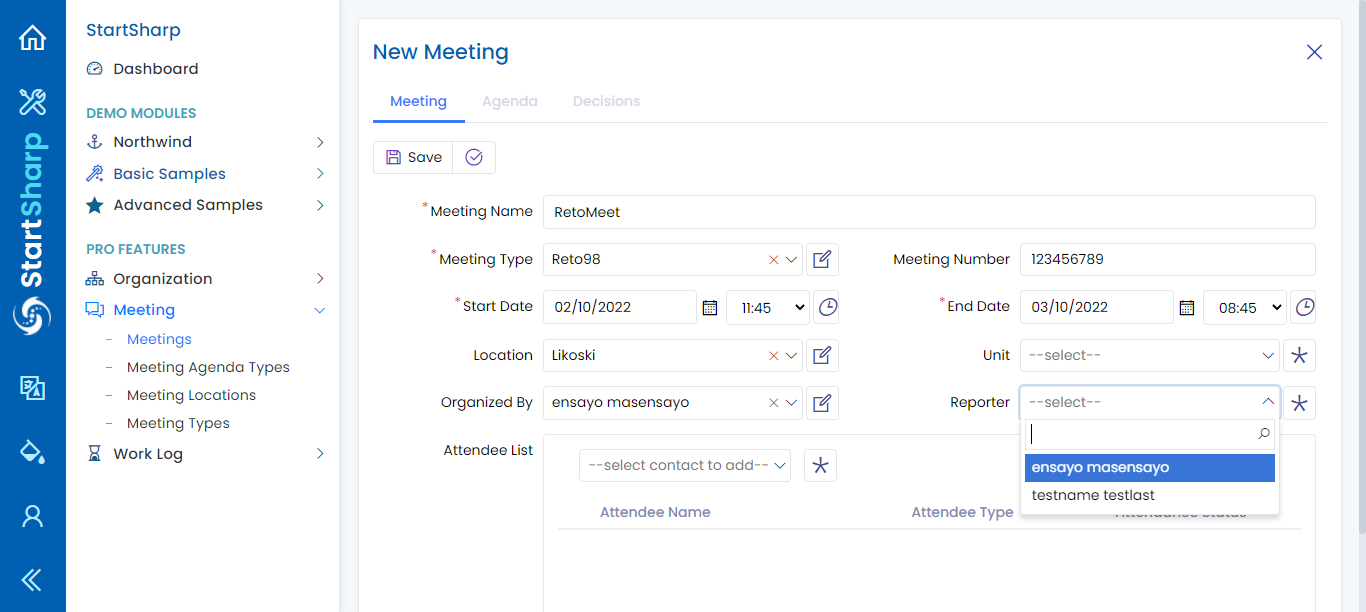 StartSharp
StartSharp
Dashboard
DEMO MODULES
Northwind
Basic Samples
Advanced Samples
PRO FEATURES
Organization
Meeting
Meetings
Meeting Agenda Types
Meeting Locations
Meeting Types
Work Log
New Meeting
Meeting Agenda Decisions
Save
*Meeting Name RetoMeet
*Meeting Type Reto98 Meeting Number 123456789
*Start Date 02/10/2022 11:45 *End Date 03/10/2022 08:45
Location Likoski Unit --select--
Organized By ensayo masensayo Reporter --select--
ensayo masensayo
testname testlast
Attendee List --select contact to add--
Attendee Name Attendee Type Attendance Status